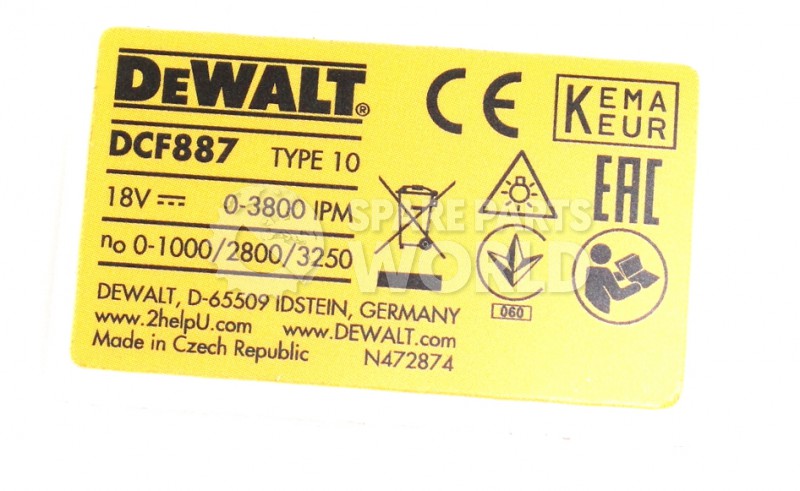 DEWALT®
DCF887 TYPE 10
18V 0-3800 IPM
no 0-1000/2800/3250
CE
KEMA
KEUR
EAC
060
DEWALT, D-65509 IDSTEIN, GERMANY
www.2helpU.com www.DEWALT.com
Made in Czech Republic N472874
SPARE PARTS
WORLD